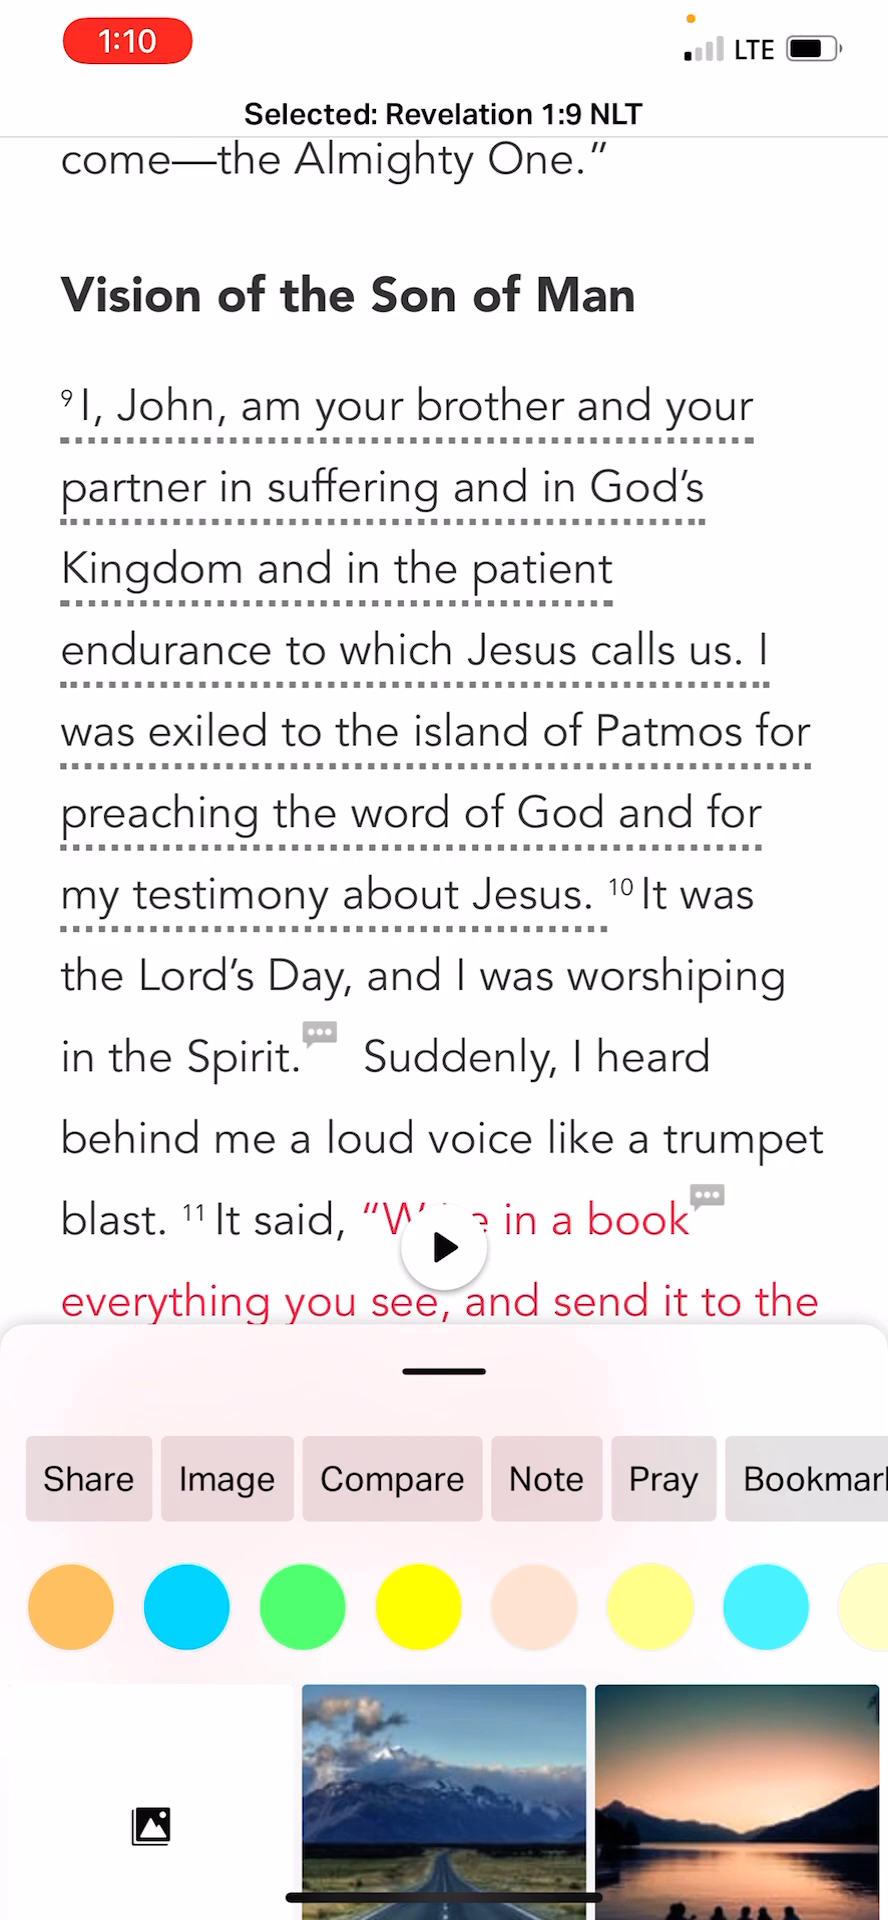 1:10
LTE
Selected: Revelation 1:9 NLT
come—the Almighty One.”
Vision of the Son of Man
9 I, John, am your brother and your
partner in suffering and in God’s
Kingdom and in the patient
endurance to which Jesus calls us. I
was exiled to the island of Patmos for
preaching the word of God and for
my testimony about Jesus. 10 It was
the Lord’s Day, and I was worshiping
in the Spirit. Suddenly, I heard
behind me a loud voice like a trumpet
blast. 11 It said, in a book
everything you see, and send it to the
Share Image Compare Note Pray